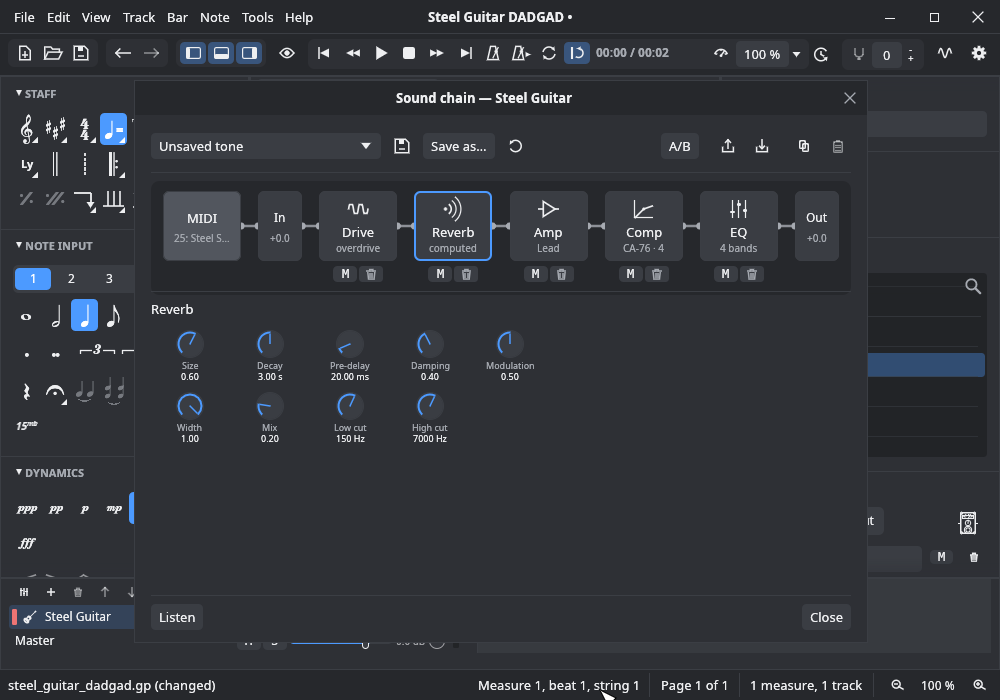 File Edit View Track Bar Note Tools Help
Steel Guitar DADGAD •
00:00 / 00:02
100 %
0
STAFF
Sound chain — Steel Guitar
Unsaved tone
Save as...
A/B
Ly
MIDI
25: Steel S...
In
+0.0
Drive
overdrive
Reverb
computed
Amp
Lead
Comp
CA-76 · 4
EQ
4 bands
Out
+0.0
M
M
M
M
M
NOTE INPUT
1 2 3
Reverb
Size
0.60
Decay
3.00 s
Pre-delay
20.00 ms
Damping
0.40
Modulation
0.50
3
Width
1.00
Mix
0.20
Low cut
150 Hz
High cut
7000 Hz
15mb
DYNAMICS
ppp pp p mp
fff
M
Listen
Close
Steel Guitar
Master
steel_guitar_dadgad.gp (changed)
Measure 1, beat 1, string 1
Page 1 of 1
1 measure, 1 track
100 %